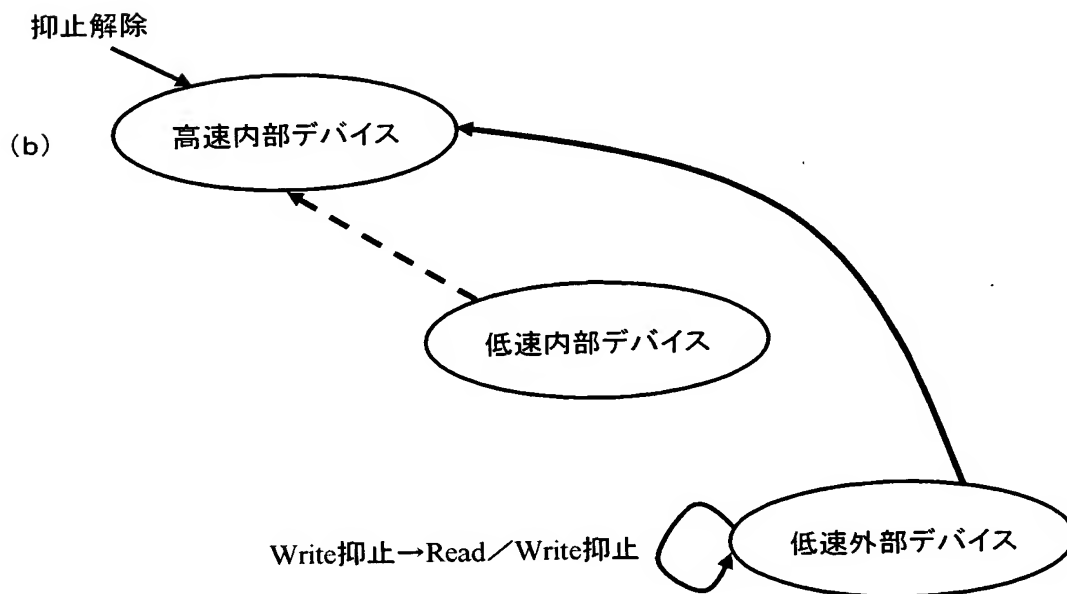 抑止解除
高速内部デバイス
(b)
低速内部デバイス
低速外部デバイス
Write抑止→Read/Write抑止